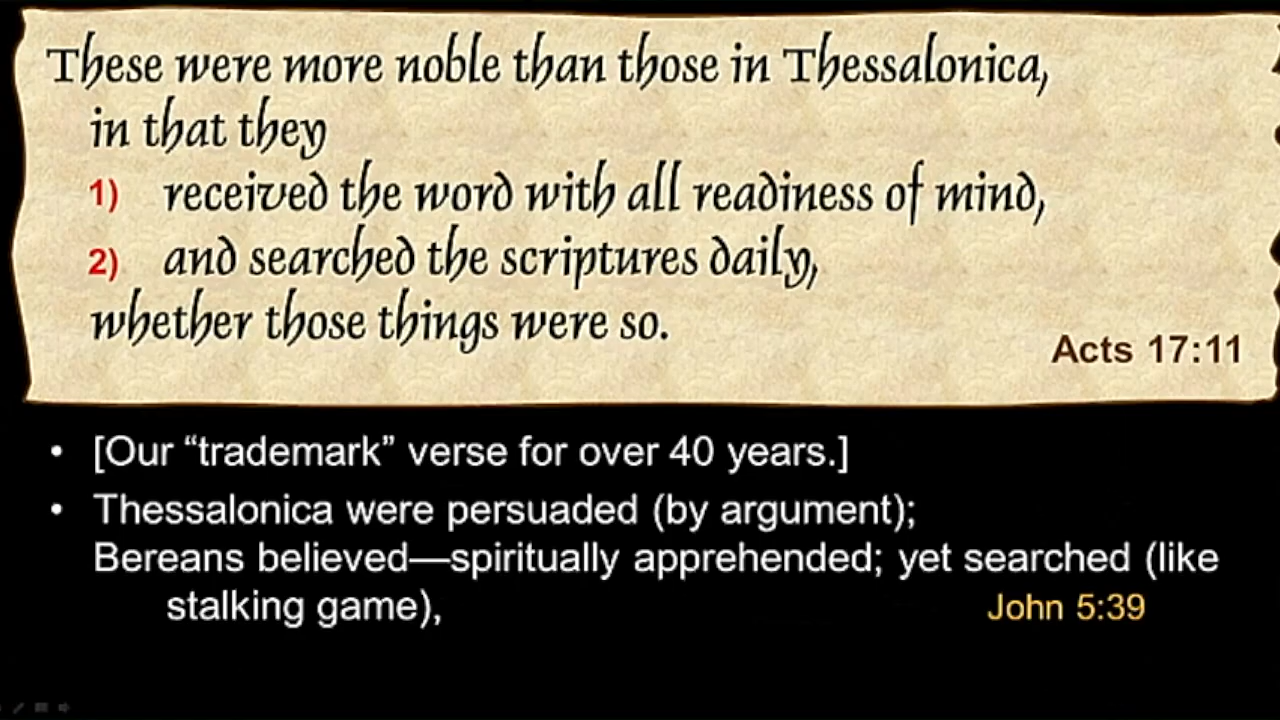 These were more noble than those in Thessalonica,
in that they
1) received the word with all readiness of mind,
2) and searched the scriptures daily,
whether those things were so.
Acts 17:11
• [Our “trademark” verse for over 40 years.]
• Thessalonica were persuaded (by argument);
Bereans believed—spiritually apprehended; yet searched (like
stalking game), John 5:39